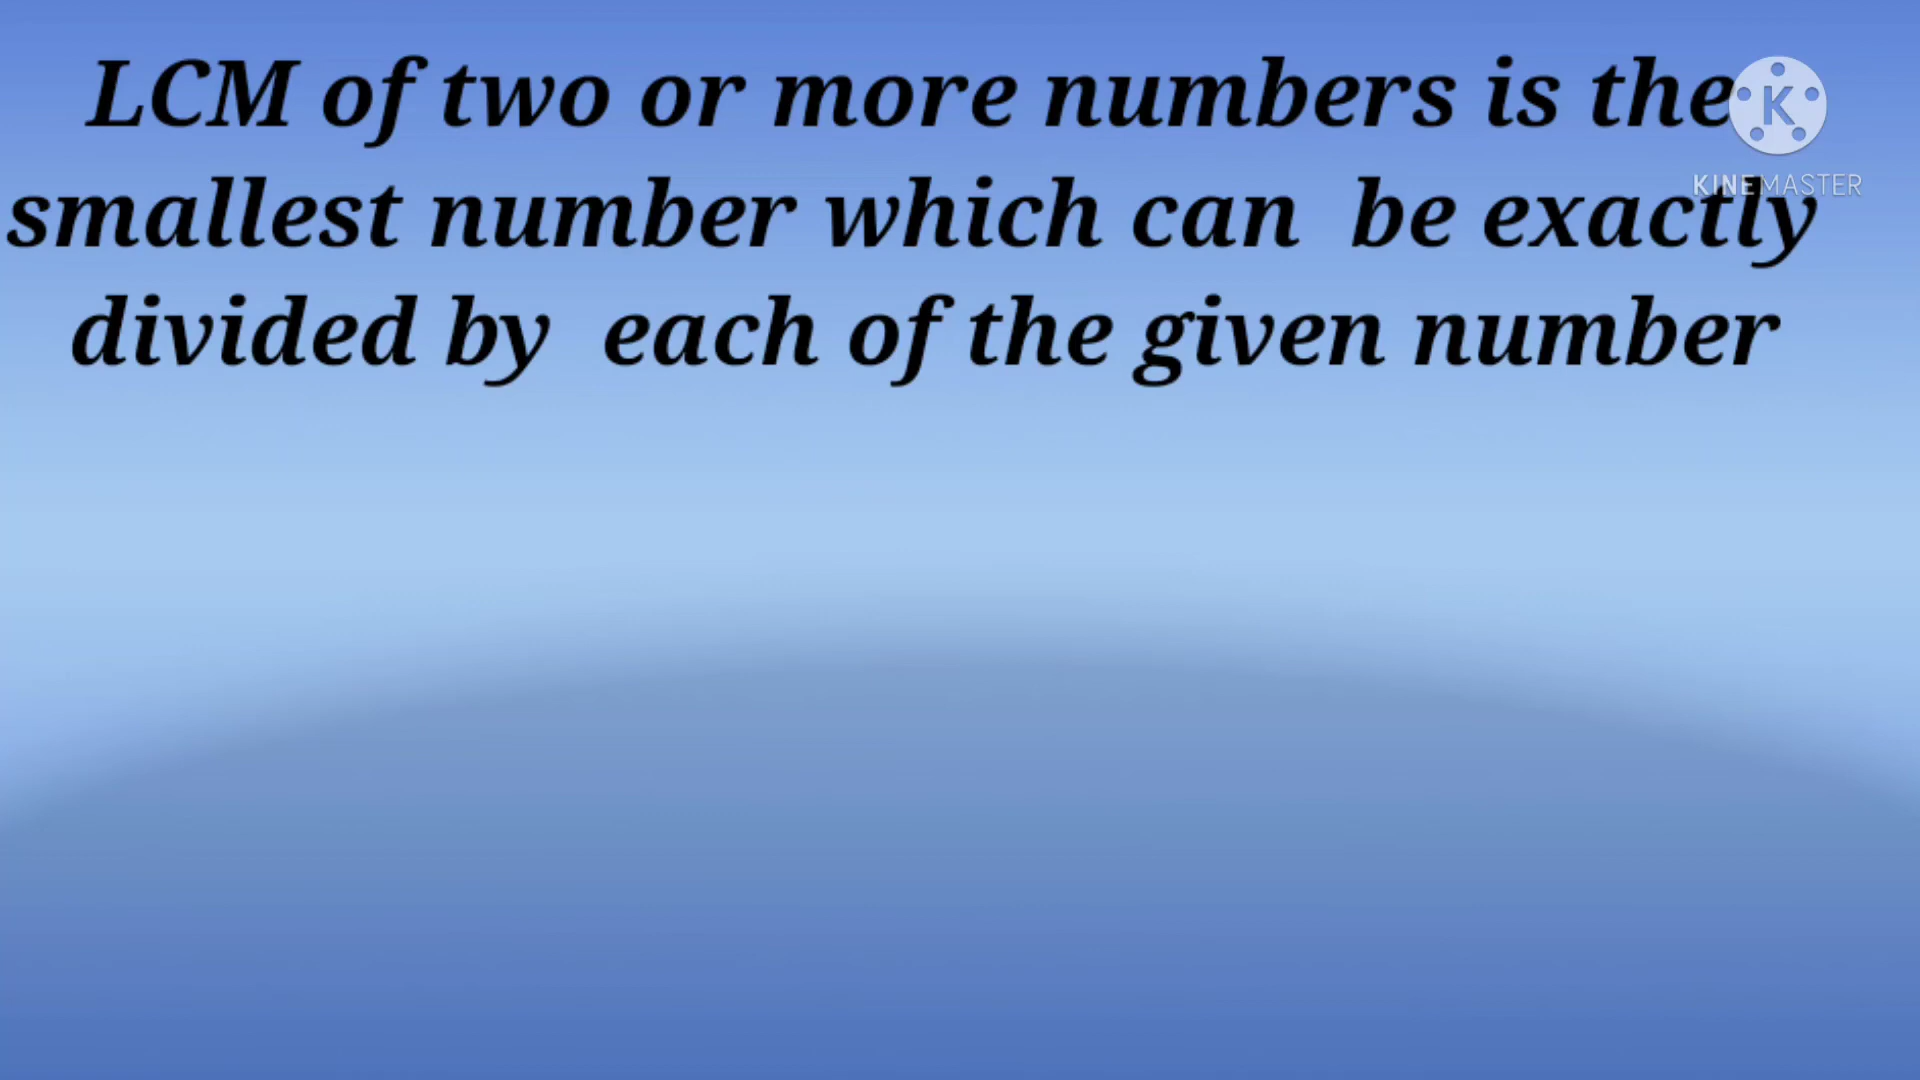 LCM of two or more numbers is the
smallest number which can be exactly
divided by each of the given number
KINEMASTER